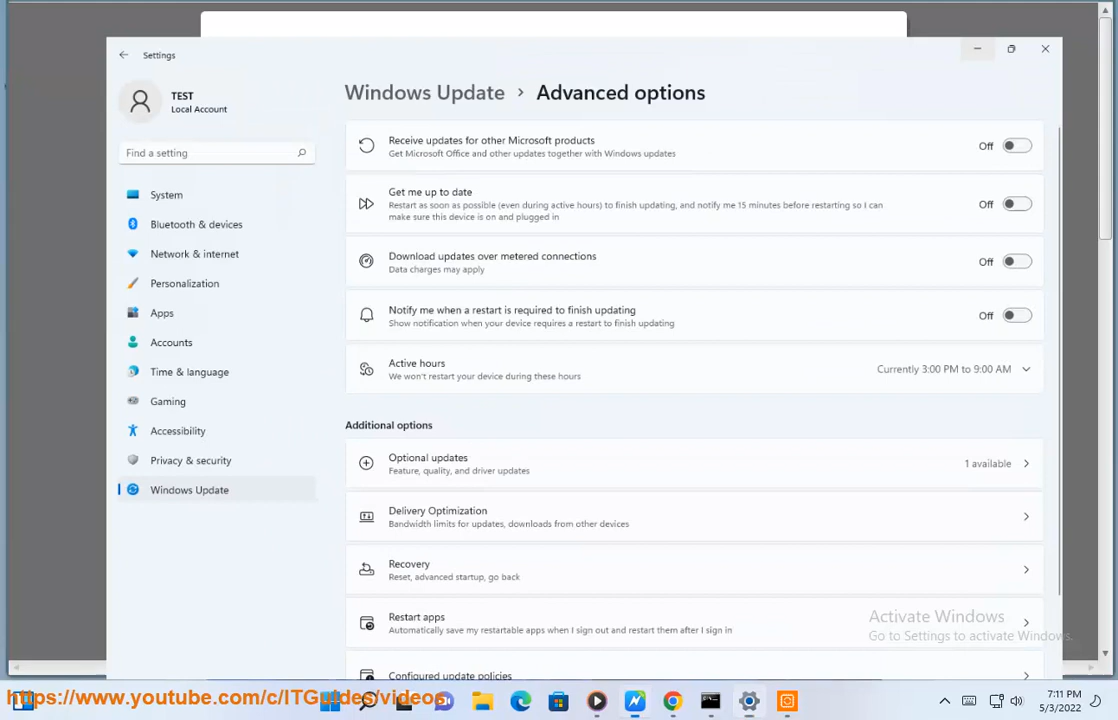 Settings
TEST
Local Account
Find a setting
System
Bluetooth & devices
Network & internet
Personalization
Apps
Accounts
Time & language
Gaming
Accessibility
Privacy & security
Windows Update
Windows Update > Advanced options
Receive updates for other Microsoft products
Get Microsoft Office and other updates together with Windows updates
Off
Get me up to date
Restart as soon as possible (even during active hours) to finish updating, and notify me 15 minutes before restarting so I can
make sure this device is on and plugged in
Off
Download updates over metered connections
Data charges may apply
Off
Notify me when a restart is required to finish updating
Show notification when your device requires a restart to finish updating
Off
Active hours
We won't restart your device during these hours
Currently 3:00 PM to 9:00 AM
Additional options
Optional updates
Feature, quality, and driver updates
1 available
Delivery Optimization
Bandwidth limits for updates, downloads from other devices
Recovery
Reset, advanced startup, go back
Restart apps
Automatically save my restartable apps when I sign out and restart them after I sign in
Configured update policies
Activate Windows
Go to Settings to activate Windows.
https://www.youtube.com/c/ITGuides/videos
7:11 PM
5/3/2022